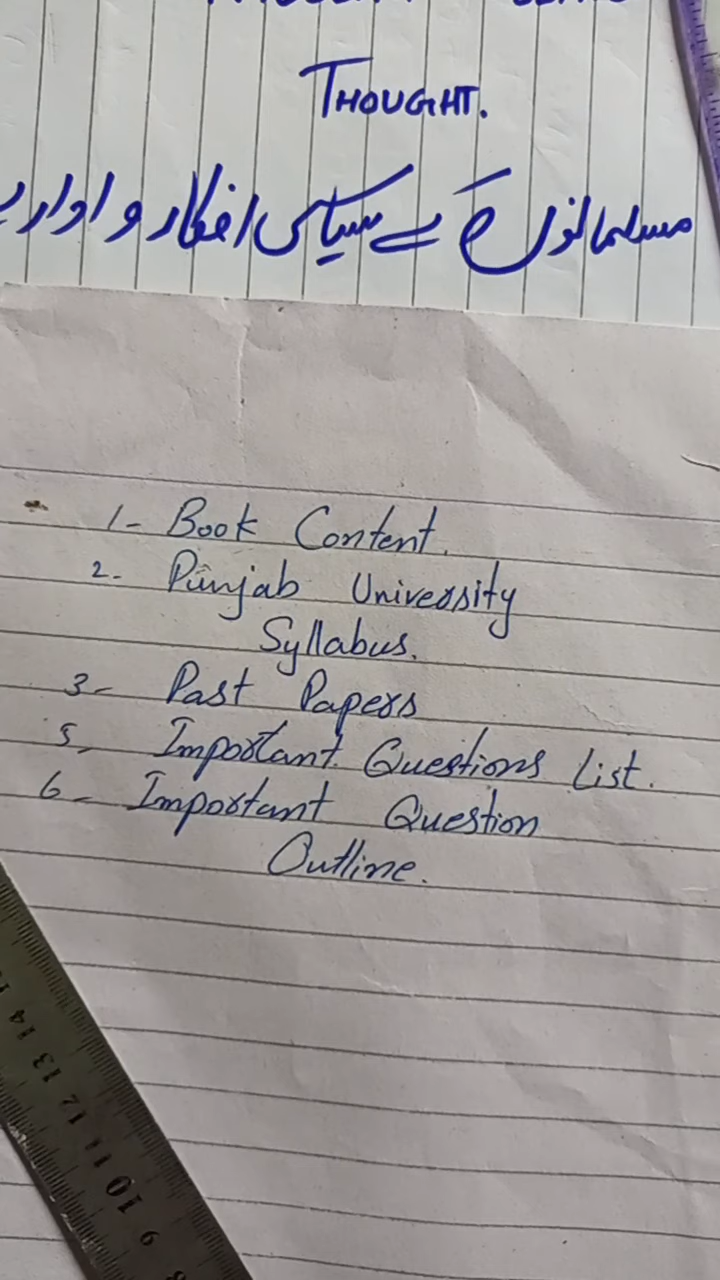 THOUGHT.
مسلمانوں کے سیاسی افکار و ادارے
1- Book Content.
2- Punjab University
Syllabus.
3- Past Papers
5- Important Questions List.
6- Important Question
Outline.